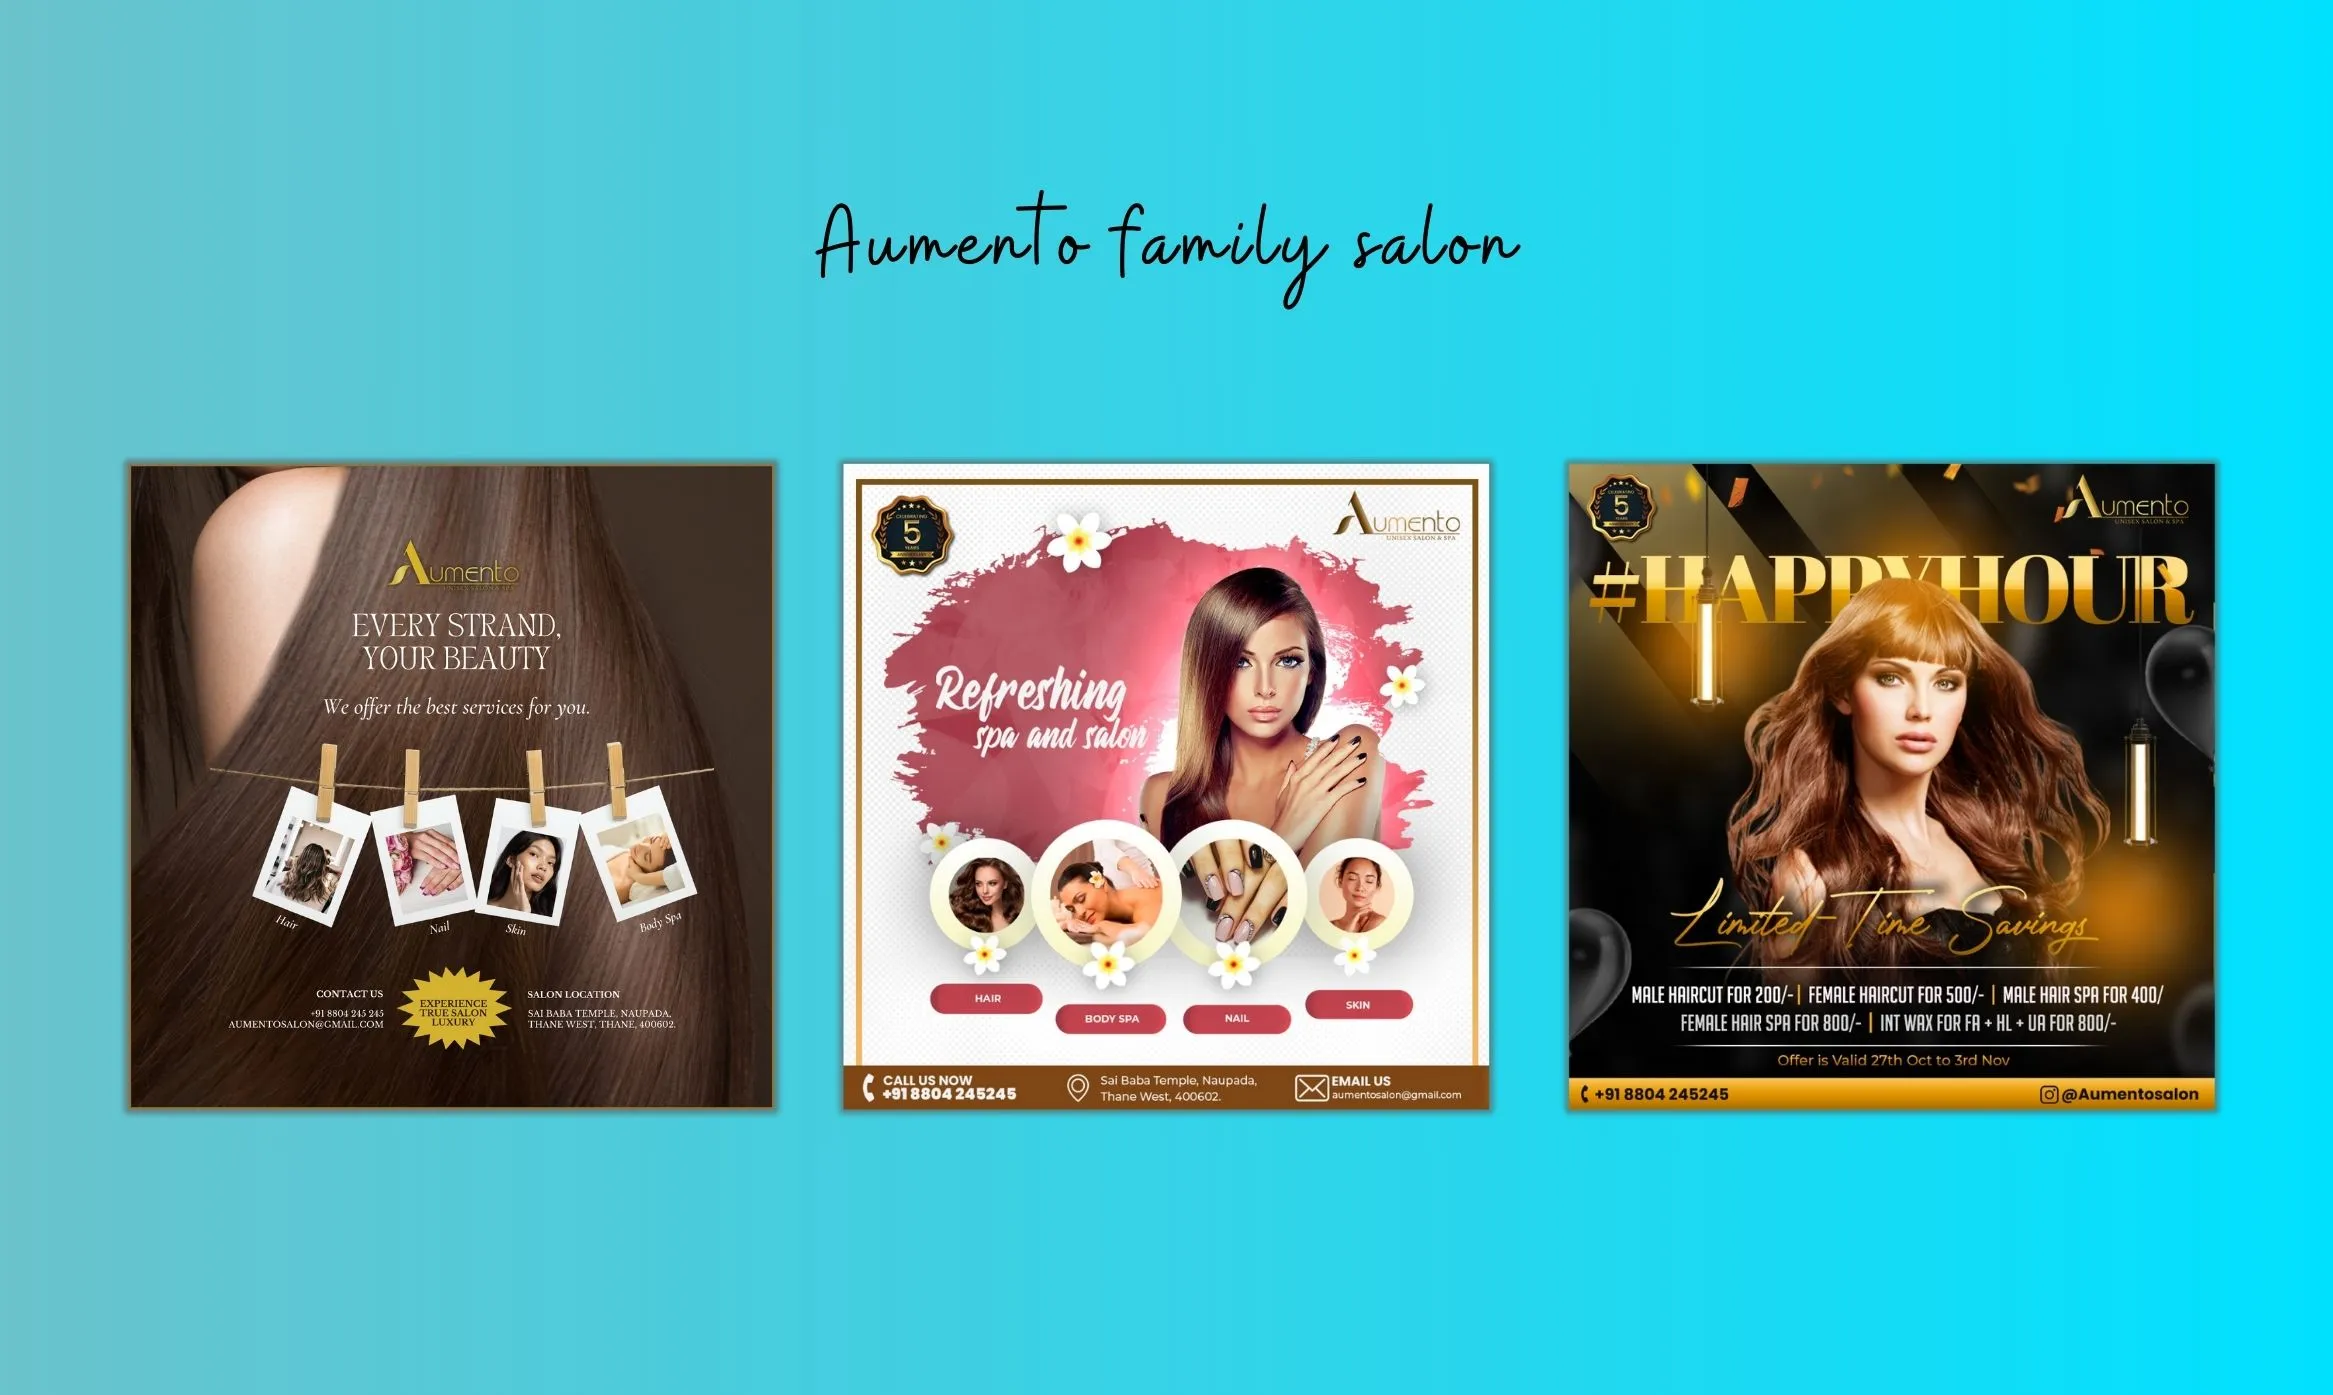 Aumento family salon
Aumento
UNISEX SALON & SPA
EVERY STRAND,
YOUR BEAUTY
We offer the best services for you.
Hair
Nail
Skin
Body Spa
CONTACT US
+91 8804 245 245
AUMENTOSALON@GMAIL.COM
EXPERIENCE
TRUE SALON
LUXURY
SALON LOCATION
SAI BABA TEMPLE, NAUPADA,
THANE WEST, THANE, 400602.
CELEBRATING
5
YEARS
ANNIVERSARY
Aumento
UNISEX SALON & SPA
Refreshing
spa and salon
HAIR
BODY SPA
NAIL
SKIN
CALL US NOW
+91 8804 245245
Sai Baba Temple, Naupada,
Thane West, 400602.
EMAIL US
aumentosalon@gmail.com
CELEBRATING
5
YEARS
ANNIVERSARY
Aumento
UNISEX SALON & SPA
#HAPPYHOUR
Limited Time Savings
MALE HAIRCUT FOR 200/- | FEMALE HAIRCUT FOR 500/- | MALE HAIR SPA FOR 400/
FEMALE HAIR SPA FOR 800/- | INT WAX FOR FA + HL + UA FOR 800/-
Offer is Valid 27th Oct to 3rd Nov
+91 8804 245245
@Aumentosalon